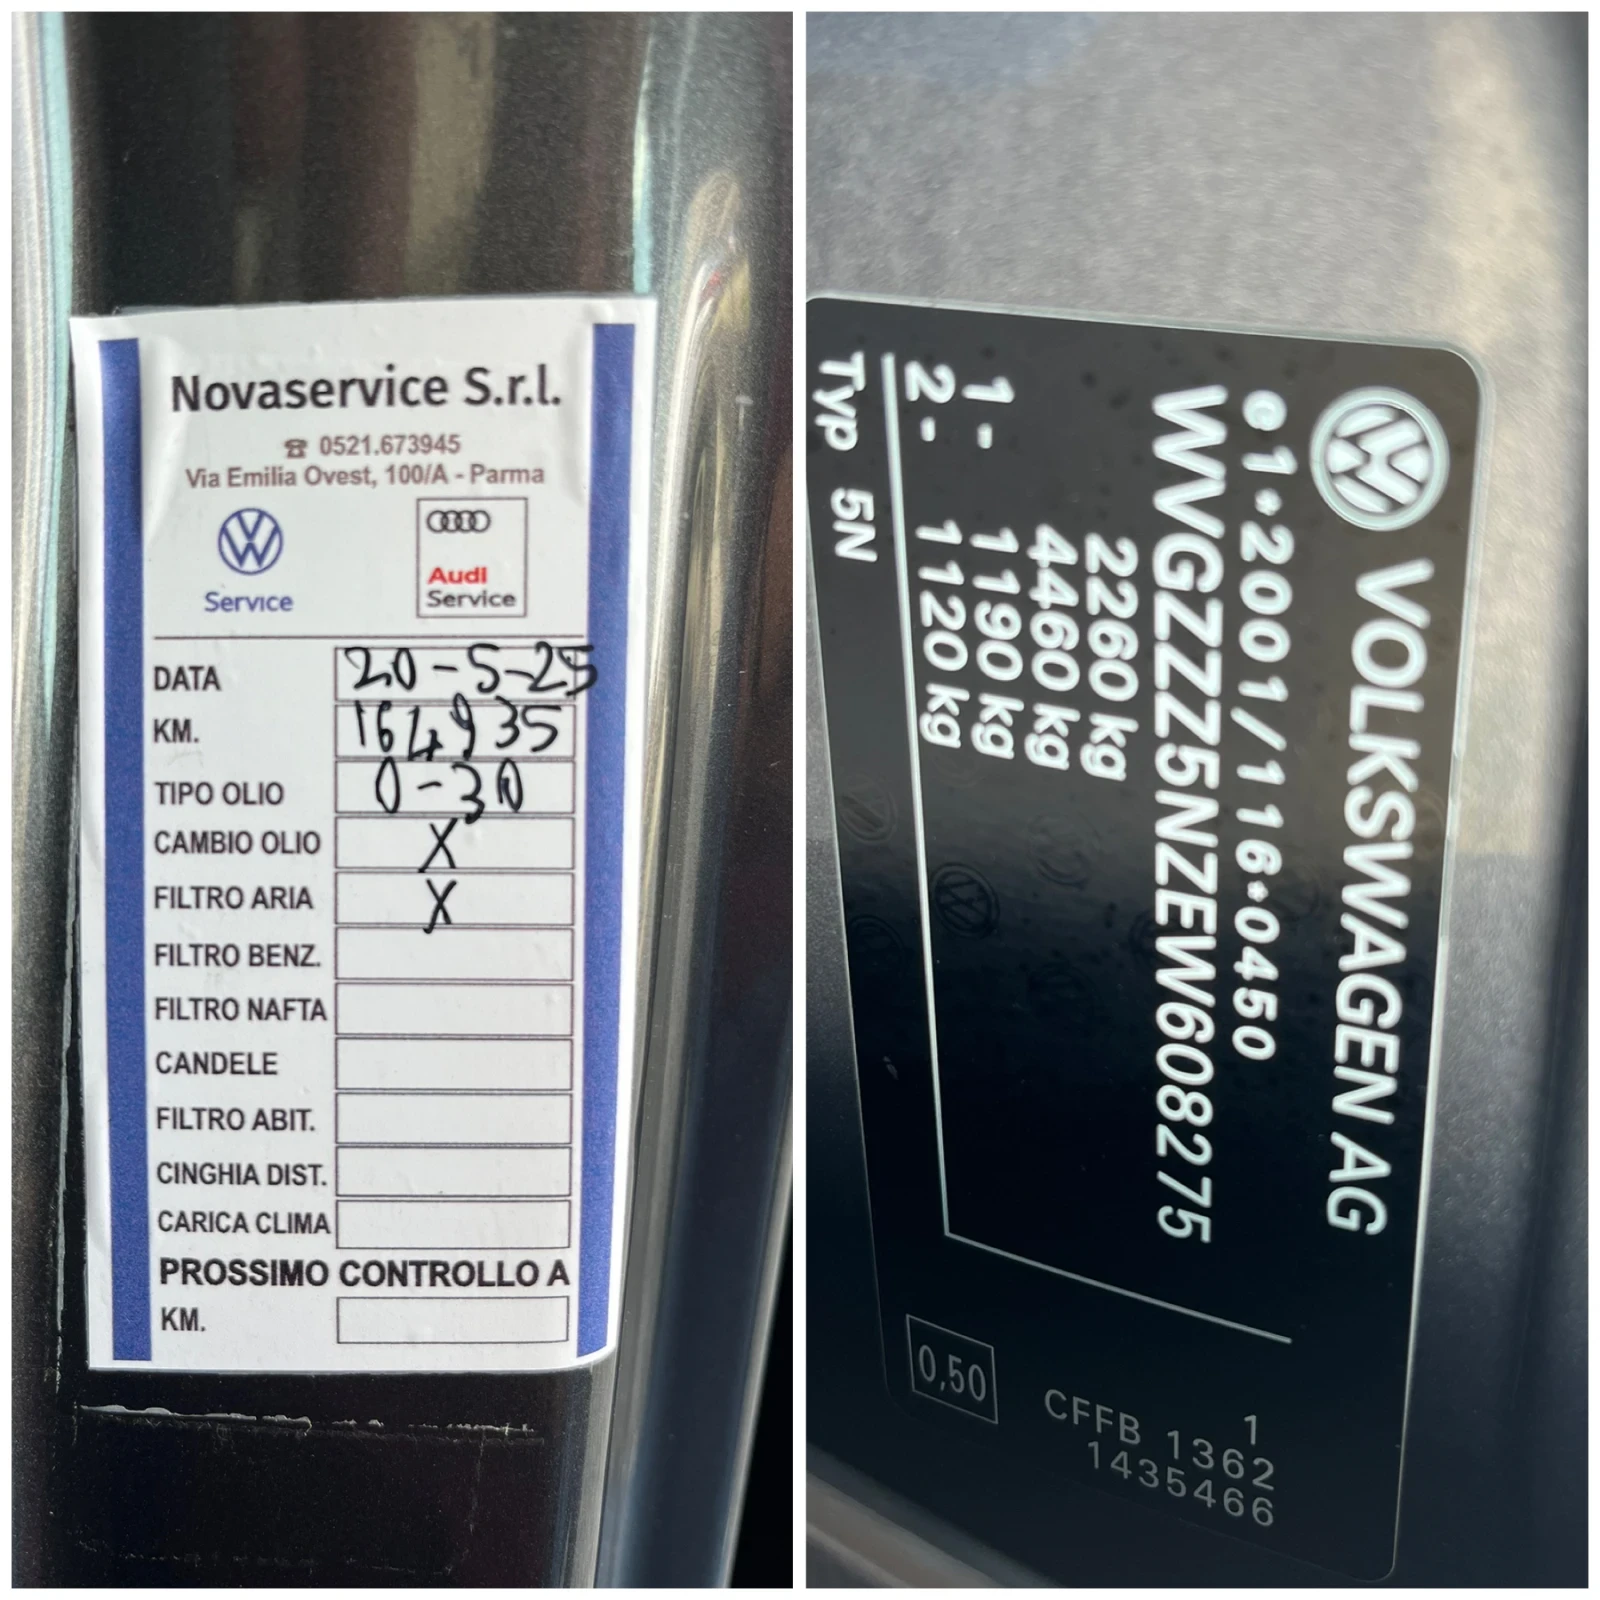 Novaservice S.r.l.
☎ 0521.673945
Via Emilia Ovest, 100/A - Parma
Service
Audi
Service
DATA 20-5-25
KM. 164935
TIPO OLIO 0-30
CAMBIO OLIO X
FILTRO ARIA X
FILTRO BENZ.
FILTRO NAFTA
CANDELE
FILTRO ABIT.
CINGHIA DIST.
CARICA CLIMA
PROSSIMO CONTROLLO A
KM.
VOLKSWAGEN AG
e1*2001/116*0450
WVGZZZ5NZEW608275
2260 kg
4460 kg
1 - 1190 kg
2 - 1120 kg
Typ 5N
1
CFFB 1362
1435466
0,50